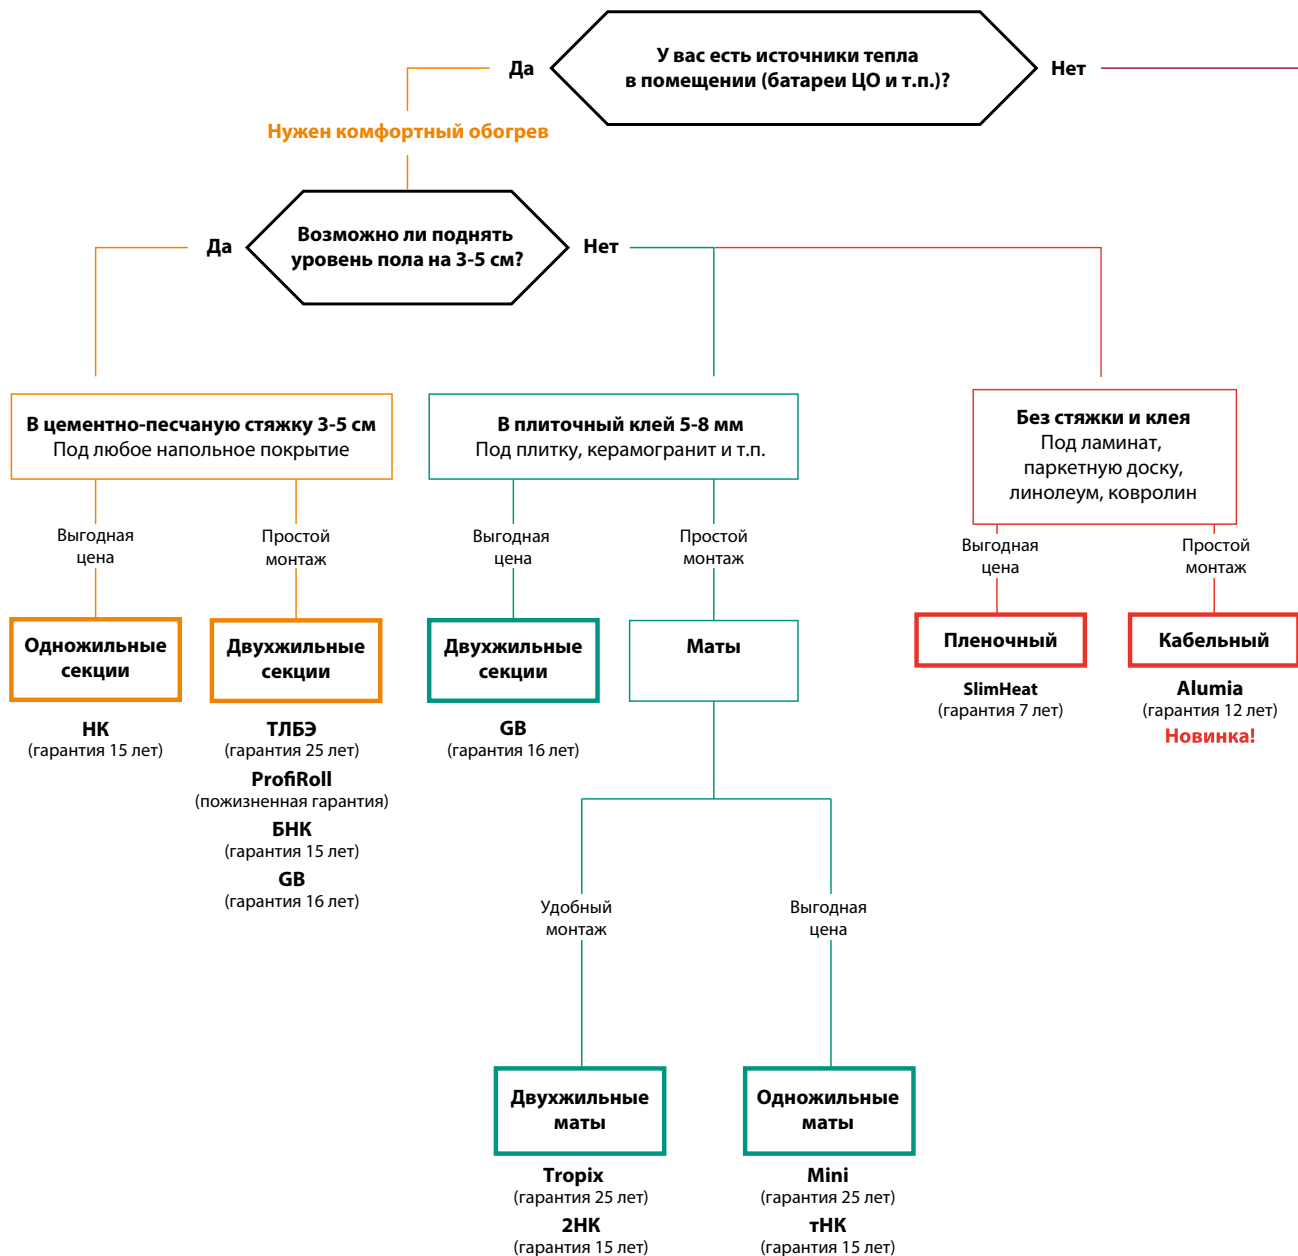 У вас есть источники тепла
в помещении (батареи ЦО и т.п.)?
Да
Нет
Нужен комфортный обогрев
Возможно ли поднять
уровень пола на 3-5 см?
Да
Нет
В цементно-песчаную стяжку 3-5 см
Под любое напольное покрытие
В плиточный клей 5-8 мм
Под плитку, керамогранит и т.п.
Без стяжки и клея
Под ламинат,
паркетную доску,
линолеум, ковролин
Выгодная
цена
Простой
монтаж
Выгодная
цена
Простой
монтаж
Выгодная
цена
Простой
монтаж
Одножильные
секции
Двухжильные
секции
Двухжильные
секции
Маты
Пленочный
Кабельный
НК
(гарантия 15 лет)
ТЛБЭ
(гарантия 25 лет)
ProfiRoll
(пожизненная гарантия)
БНК
(гарантия 15 лет)
GB
(гарантия 16 лет)
GB
(гарантия 16 лет)
SlimHeat
(гарантия 7 лет)
Alumia
(гарантия 12 лет)
Новинка!
Удобный
монтаж
Выгодная
цена
Двухжильные
маты
Одножильные
маты
Tropix
(гарантия 25 лет)
2НК
(гарантия 15 лет)
Mini
(гарантия 25 лет)
тНК
(гарантия 15 лет)